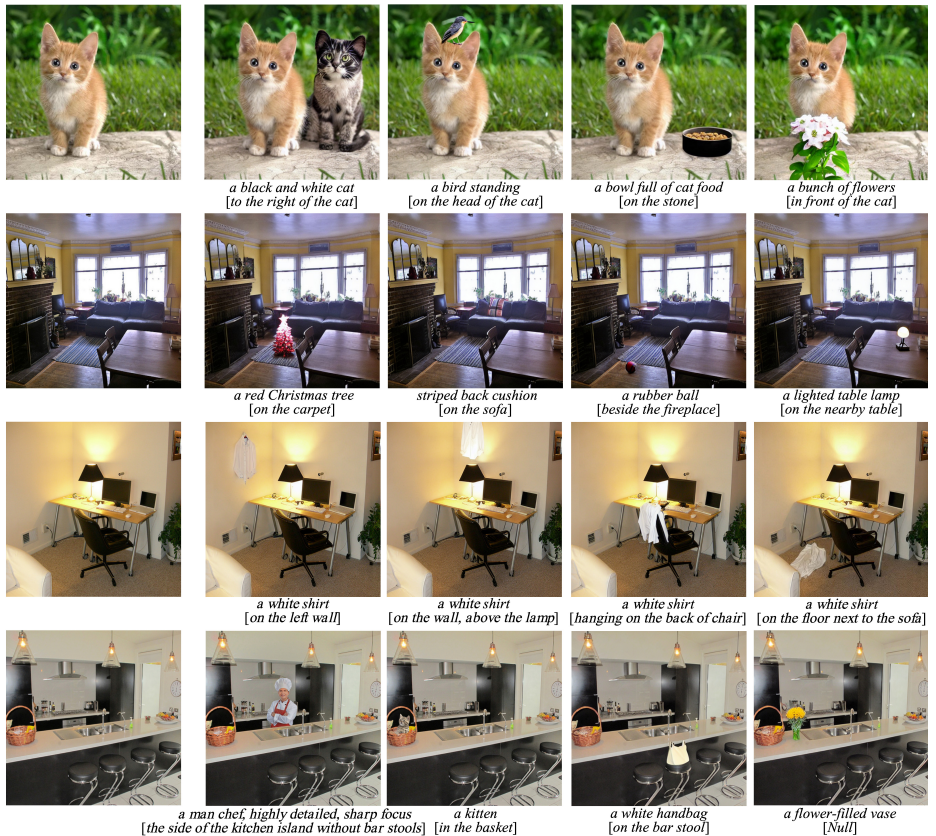 a black and white cat
[to the right of the cat]
a bird standing
[on the head of the cat]
a bowl full of cat food
[on the stone]
a bunch of flowers
[in front of the cat]
a red Christmas tree
[on the carpet]
striped back cushion
[on the sofa]
a rubber ball
[beside the fireplace]
a lighted table lamp
[on the nearby table]
a white shirt
[on the left wall]
a white shirt
[on the wall, above the lamp]
a white shirt
[hanging on the back of chair]
a white shirt
[on the floor next to the sofa]
a man chef, highly detailed, sharp focus
[the side of the kitchen island without bar stools]
a kitten
[in the basket]
a white handbag
[on the bar stool]
a flower-filled vase
[Null]